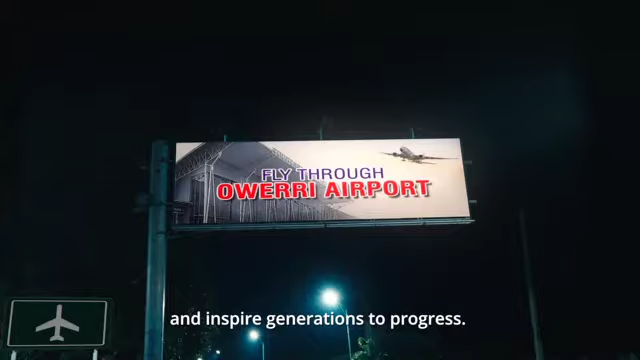 FLY THROUGH
OWERRI AIRPORT
and inspire generations to progress.